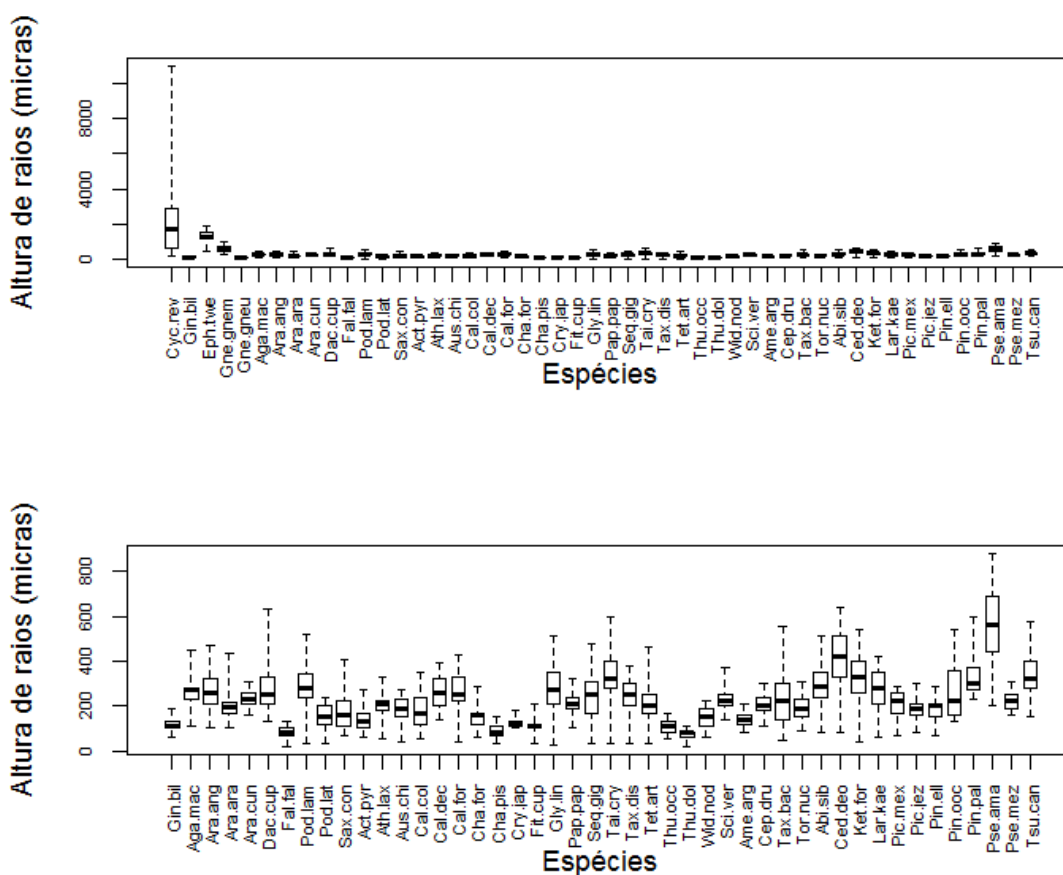 Altura de raios (micras)
0 4000 8000
Cyc.rev Gin.bil Eph.twe Gne.gnem Gne.gneu Aga.mac Ara.ang Ara.ara Ara.cun Dac.cup Fal.fal Pod.lam Pod.lat Sax.con Act.pyr Ath.lax Aus.chi Cal.col Cal.dec Cal.for Cha.for Cha.pis Cry.jap Fit.cup Gly.lin Pap.pap Seq.gig Tai.cry Tax.dis Tet.art Thu.occ Thu.dol Wid.nod Sci.ver Ame.arg Cep.dru Tax.bac Tor.nuc Abi.sib Ced.deo Ket.for Lar.kae Pic.mex Pic.jez Pin.ell Pin.ooc Pin.pal Pse.ama Pse.mez Tsu.can
Espécies
Altura de raios (micras)
0 200 400 600 800
Gin.bil Aga.mac Ara.ang Ara.ara Ara.cun Dac.cup Fal.fal Pod.lam Pod.lat Sax.con Act.pyr Ath.lax Aus.chi Cal.col Cal.dec Cal.for Cha.for Cha.pis Cry.jap Fit.cup Gly.lin Pap.pap Seq.gig Tai.cry Tax.dis Tet.art Thu.occ Thu.dol Wid.nod Sci.ver Ame.arg Cep.dru Tax.bac Tor.nuc Abi.sib Ced.deo Ket.for Lar.kae Pic.mex Pic.jez Pin.ell Pin.ooc Pin.pal Pse.ama Pse.mez Tsu.can
Espécies